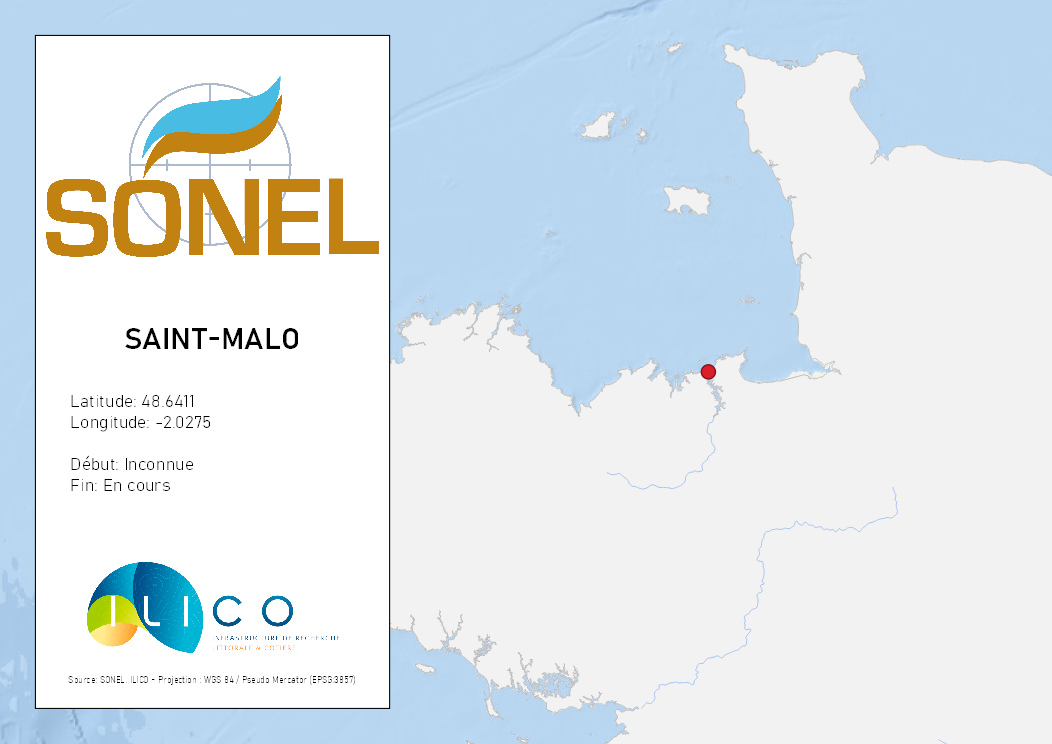 SONEL
SAINT-MALO
Latitude: 48.6411
Longitude: -2.0275
Début: Inconnue
Fin: En cours
ILICO
INFRASTRUCTURE DE RECHERCHE
LITTORALE & COTIERE
Source: SONEL, ILICO - Projection : WGS 84 / Pseudo Mercator (EPSG:3857)